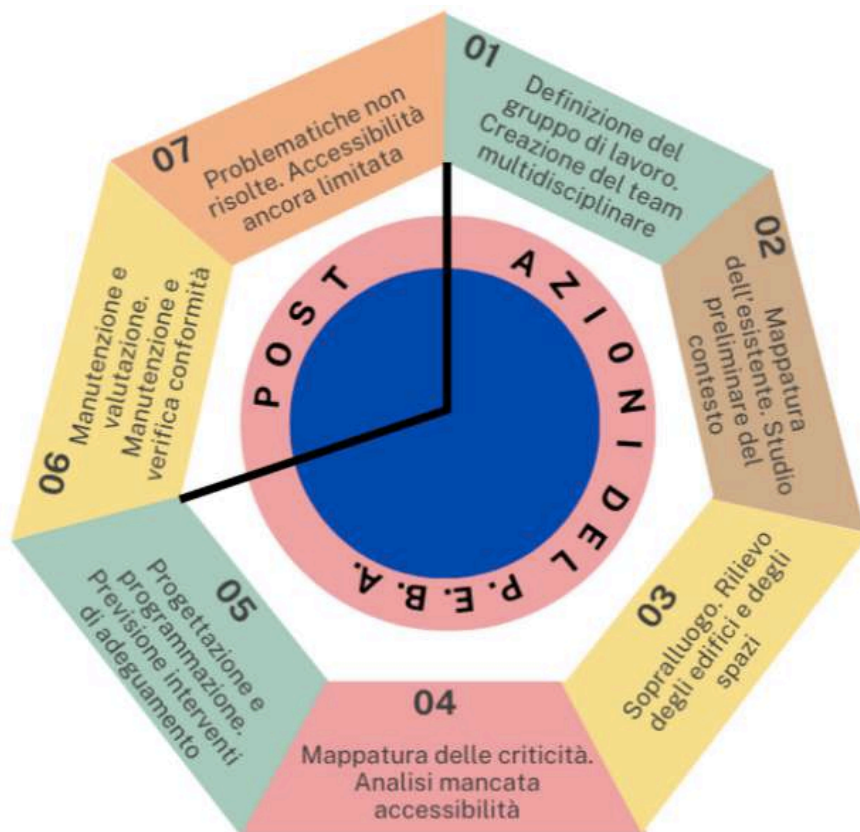 01
Definizione del
gruppo di lavoro.
Creazione del team
multidisciplinare
02
Mappatura
dell'esistente. Studio
preliminare del
contesto
03
Sopralluogo. Rilievo
degli edifici e degli
spazi
04
Mappatura delle criticità.
Analisi mancata
accessibilità
05
Progettazione e
programmazione.
Previsione interventi
di adeguamento
06
Manutenzione e
valutazione.
Manutenzione e
verifica conformità
07
Problematiche non
risolte. Accessibilità
ancora limitata
POST
AZIONI DEL P.E.B.A.